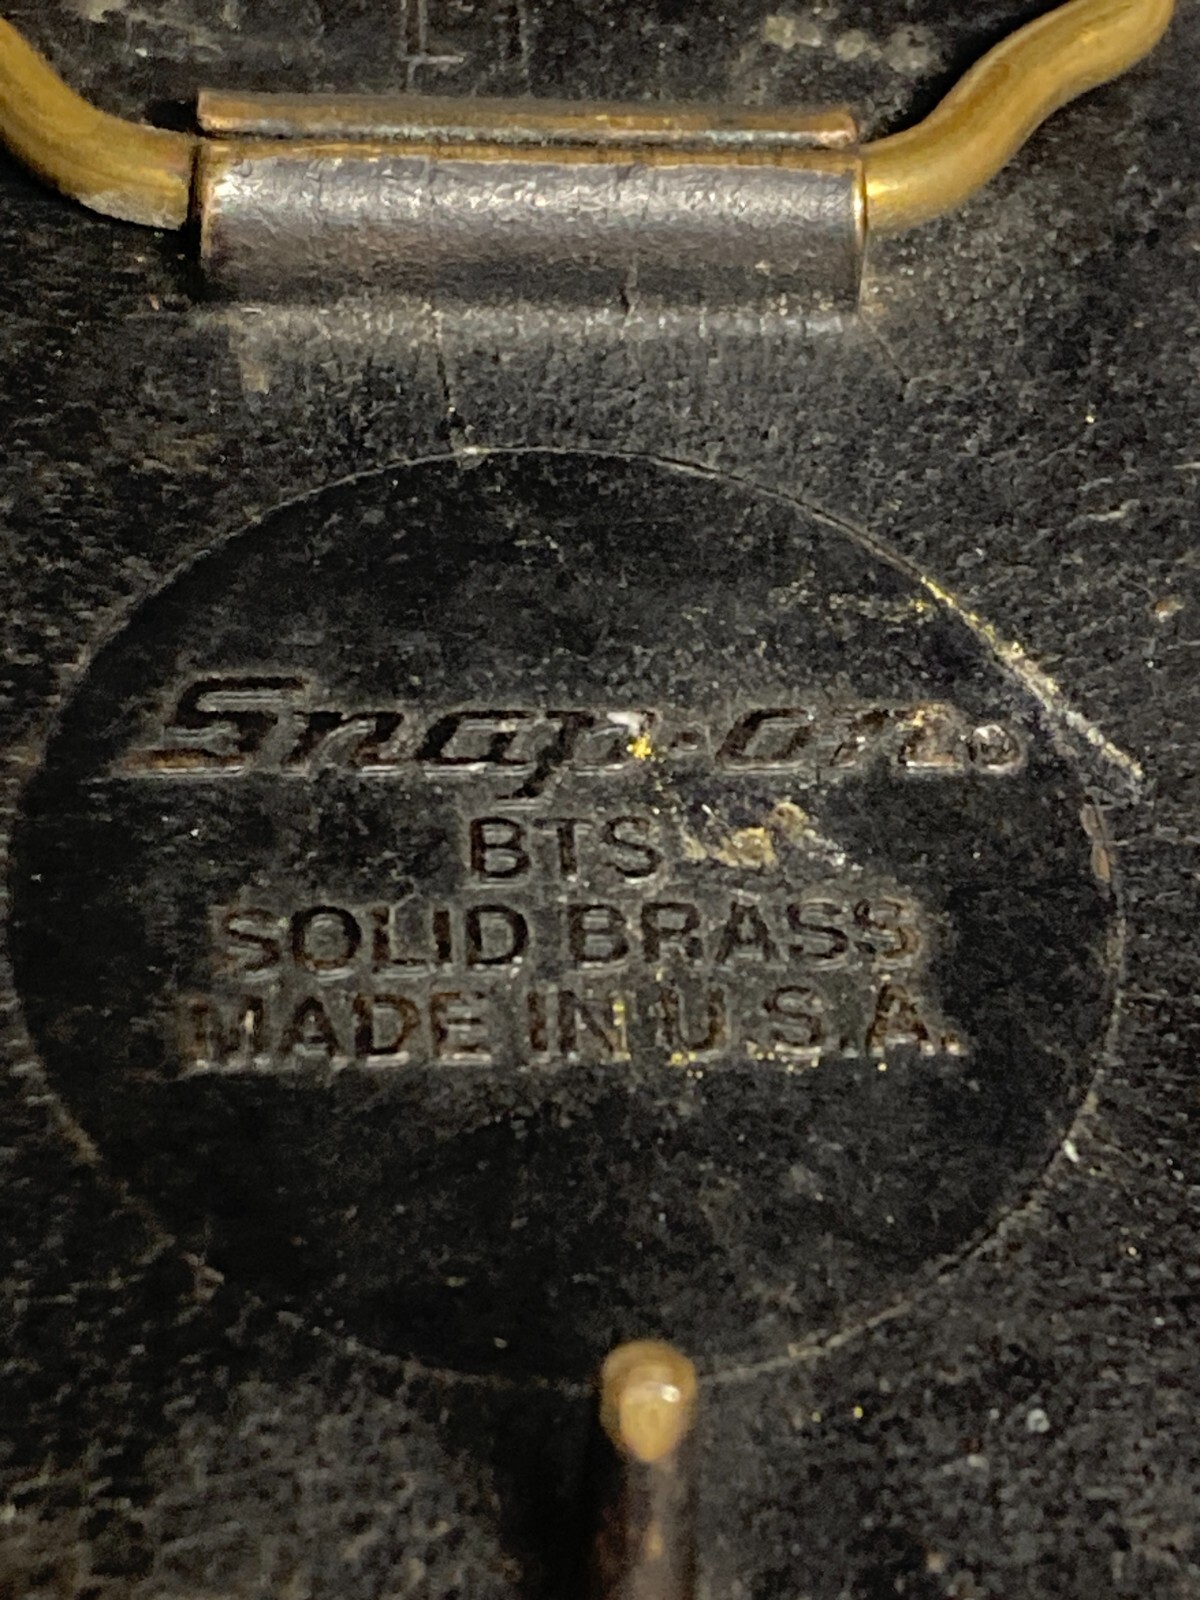 Snap-on®
BTS
SOLID BRASS
MADE IN U.S.A.